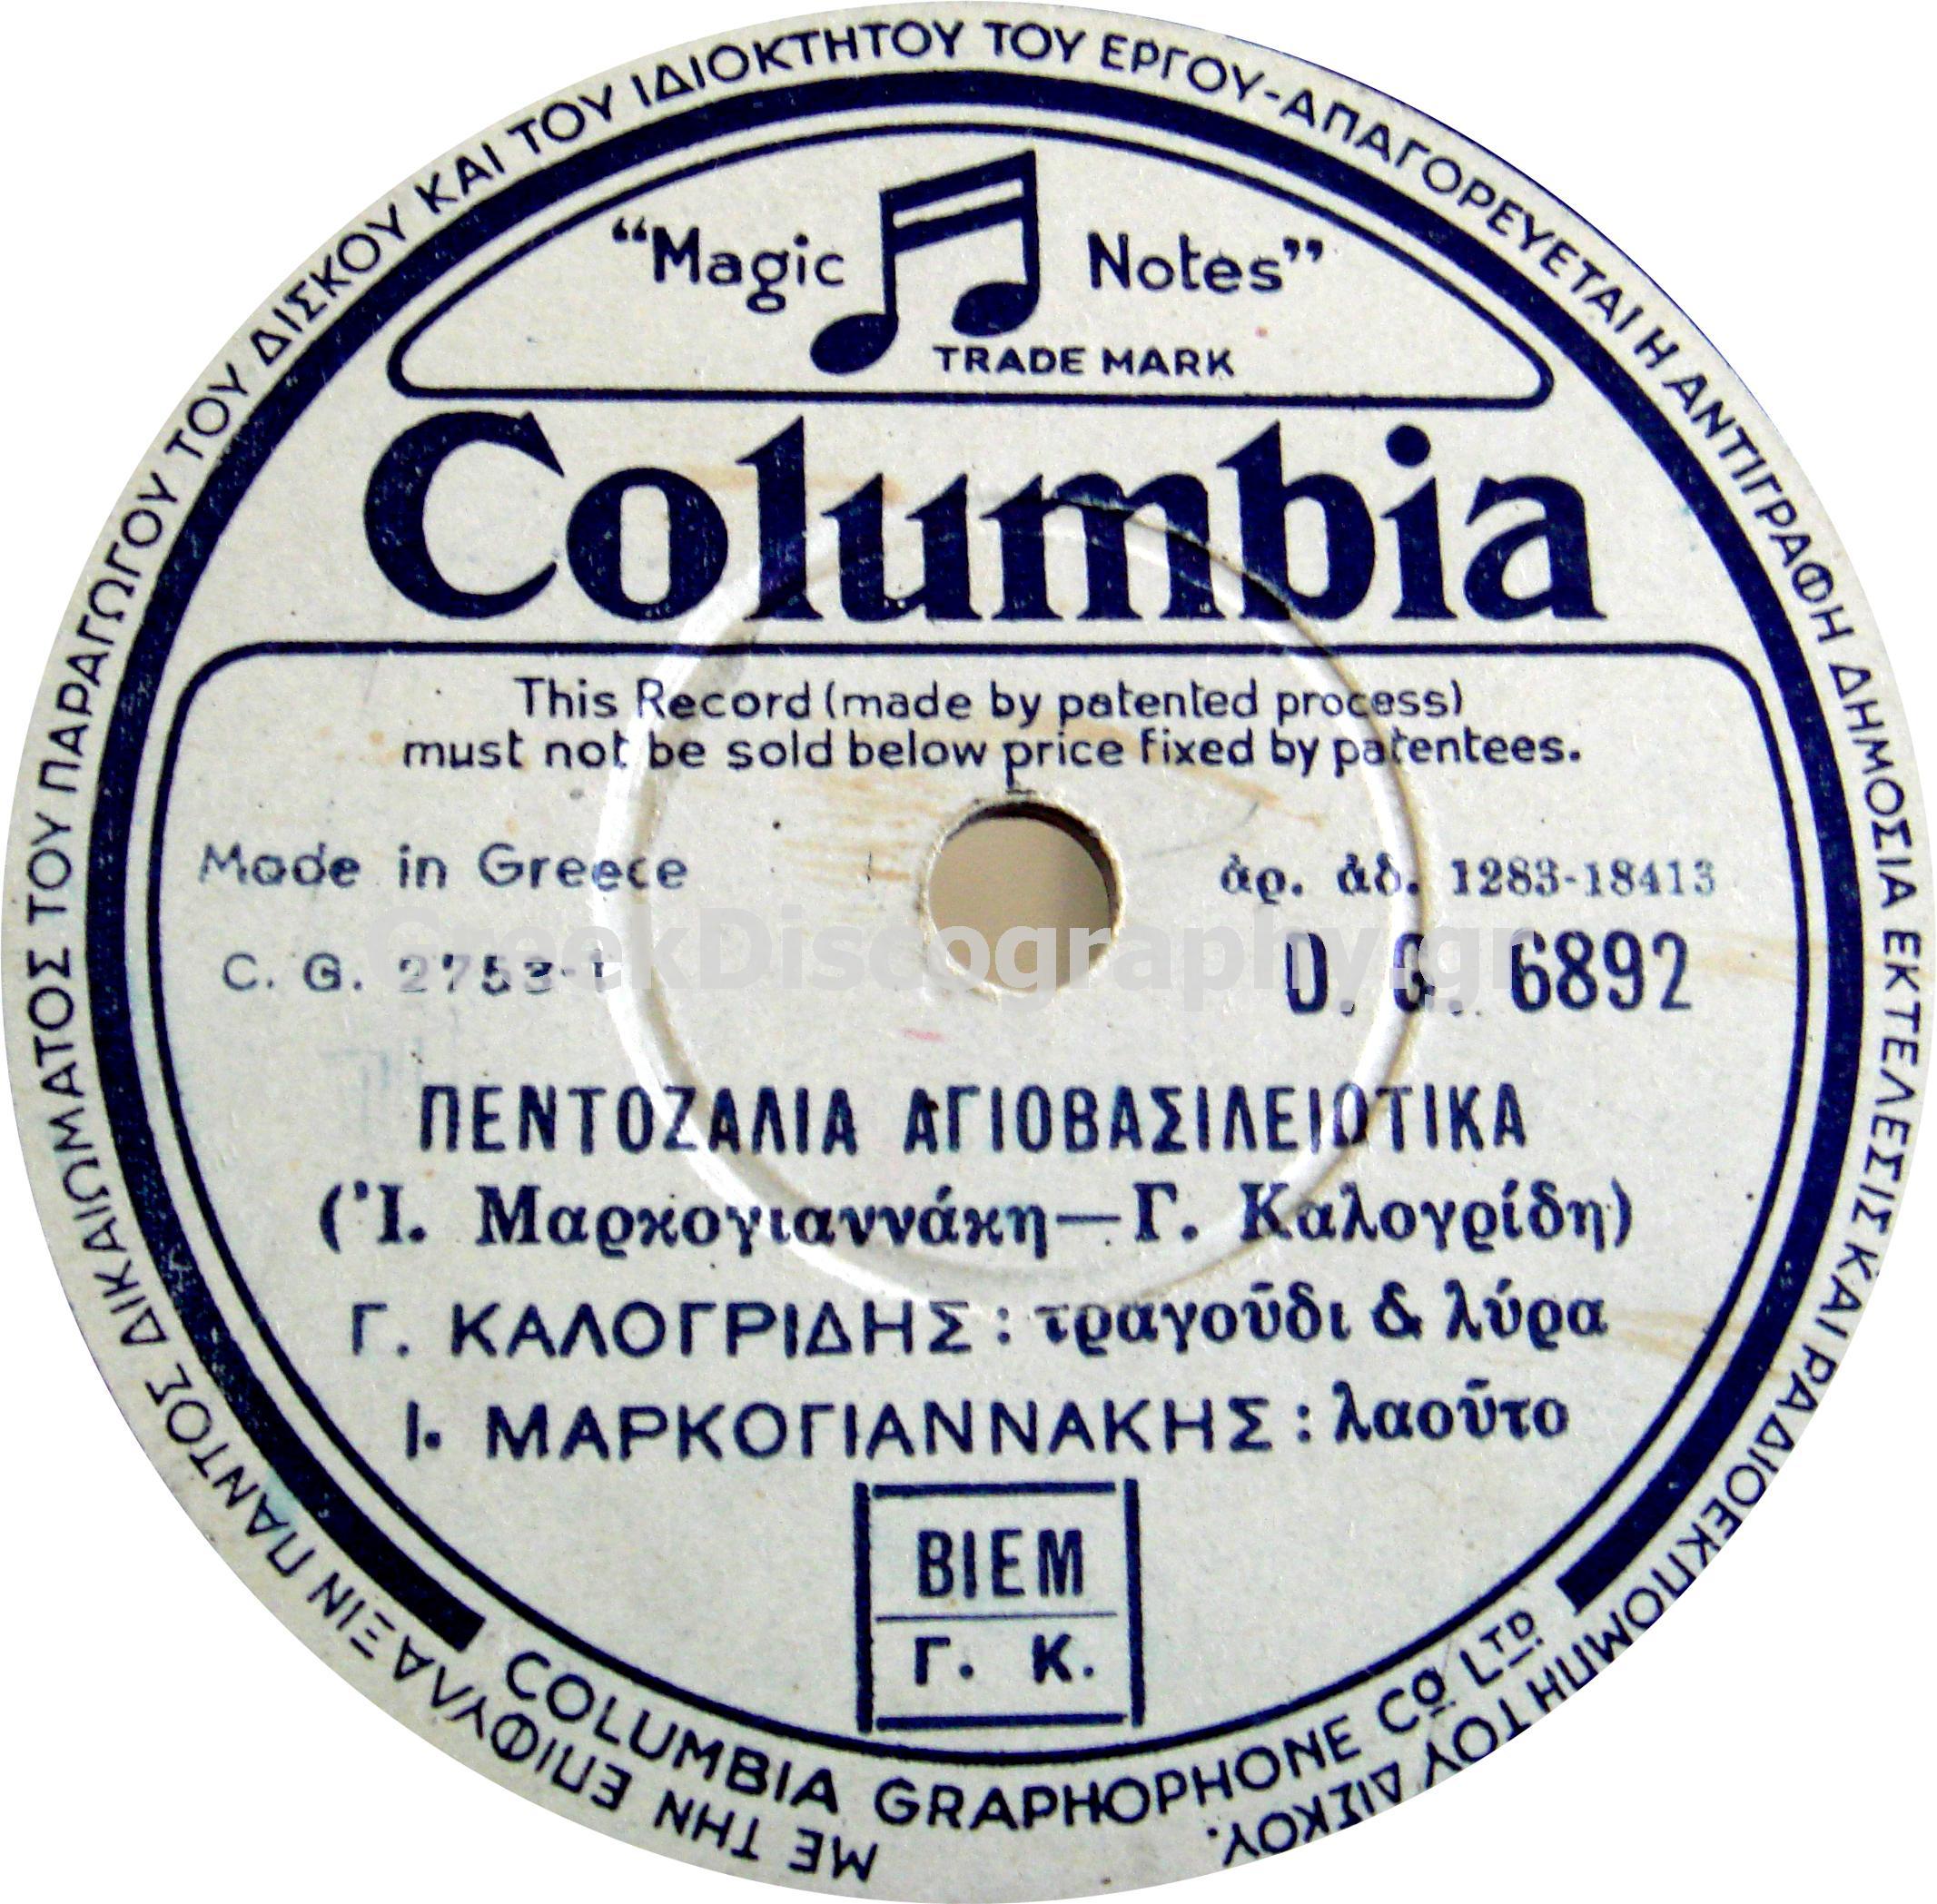 ΜΕ ΤΗΝ ΕΠΙΦΥΛΑΞΙΝ ΠΑΝΤΟΣ ΔΙΚΑΙΩΜΑΤΟΣ ΤΟΥ ΠΑΡΑΓΩΓΟΥ ΤΟΥ ΔΙΣΚΟΥ ΚΑΙ ΤΟΥ ΙΔΙΟΚΤΗΤΟΥ ΤΟΥ ΕΡΓΟΥ-ΑΠΑΓΟΡΕΥΕΤΑΙ Η ΑΝΤΙΓΡΑΦΗ ΔΗΜΟΣΙΑ ΕΚΤΕΛΕΣΙΣ ΚΑΙ ΡΑΔΙΟΕΚΠΟΜΠΗ ΤΟΥ ΔΙΣΚΟΥ.
“Magic Notes”
TRADE MARK
Columbia
This Record (made by patented process)
must not be sold below price fixed by patentees.
Made in Greece ἀρ. ἀδ. 1283-18413
GreekDiscography.gr
C. G. 2753-1 D. G. 6892
ΠΕΝΤΟΖΑΛΙΑ ΑΓΙΟΒΑΣΙΛΕΙΟΤΙΚΑ
(Ἰ. Μαρκογιαννάκη—Γ. Καλογρίδη)
Γ. ΚΑΛΟΓΡΙΔΗΣ : τραγοῦδι & λύρα
Ι. ΜΑΡΚΟΓΙΑΝΝΑΚΗΣ : λαοῦτο
BIEM
Γ. Κ.
COLUMBIA GRAPHOPHONE CO. LTD.